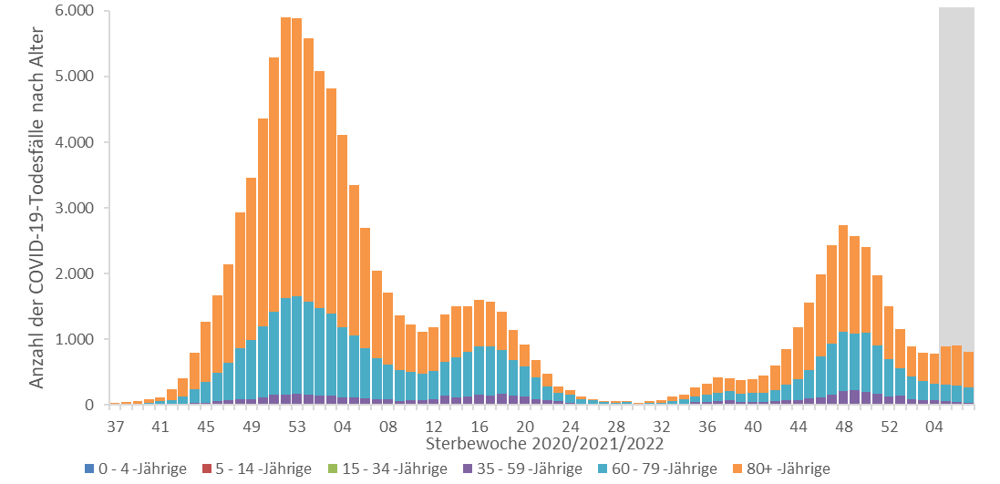 Anzahl der COVID-19-Todesfälle nach Alter
6.000
5.000
4.000
3.000
2.000
1.000
0
37 41 45 49 53 04 08 12 16 20 24 28 32 36 40 44 48 52 04
Sterbewoche 2020/2021/2022
0 - 4 -Jährige 5 - 14 -Jährige 15 - 34 -Jährige 35 - 59 -Jährige 60 - 79 -Jährige 80+ -Jährige